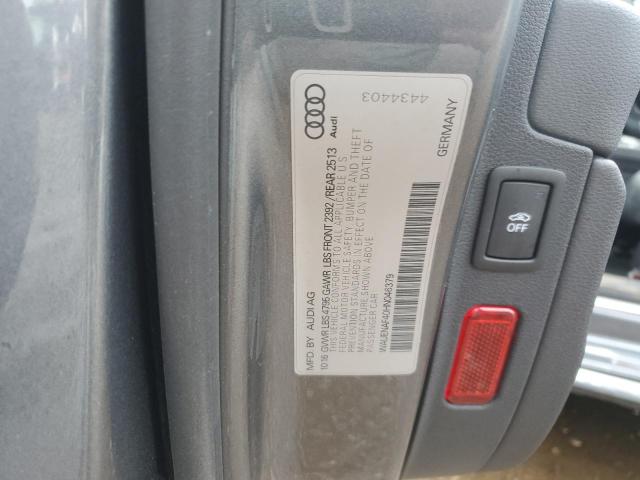 Audi
4434403
MFD. BY AUDI AG
GERMANY
10 16 GVWR LBS 4795 GAWR LBS FRONT 2392 / REAR 2513
THIS VEHICLE CONFORMS TO ALL APPLICABLE U S
FEDERAL MOTOR VEHICLE SAFETY, BUMPER AND THEFT
PREVENTION STANDARDS IN EFFECT ON THE DATE OF
MANUFACTURE SHOWN ABOVE
PASSENGER CAR
WAUENAF40HN046379
OFF